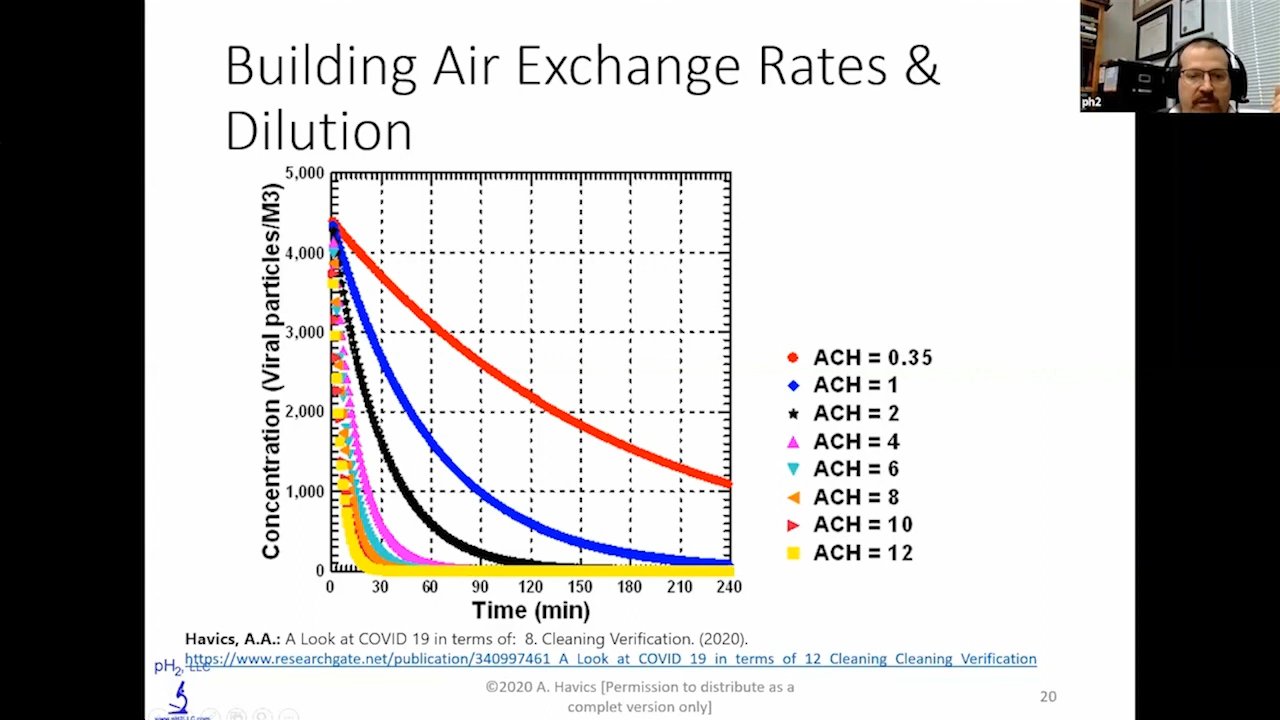 Building Air Exchange Rates &
Dilution
ph2
5,000
4,000
3,000
2,000
1,000
0
Concentration (Viral particles/M3)
0 30 60 90 120 150 180 210 240
Time (min)
ACH = 0.35
ACH = 1
ACH = 2
ACH = 4
ACH = 6
ACH = 8
ACH = 10
ACH = 12
Havics, A.A.: A Look at COVID 19 in terms of: 8. Cleaning Verification. (2020).
https://www.researchgate.net/publication/340997461_A_Look_at_COVID_19_in_terms_of_12_Cleaning_Cleaning_Verification
pH2, LLC
www.pH2LLC.com
©2020 A. Havics [Permission to distribute as a
complet version only]
20